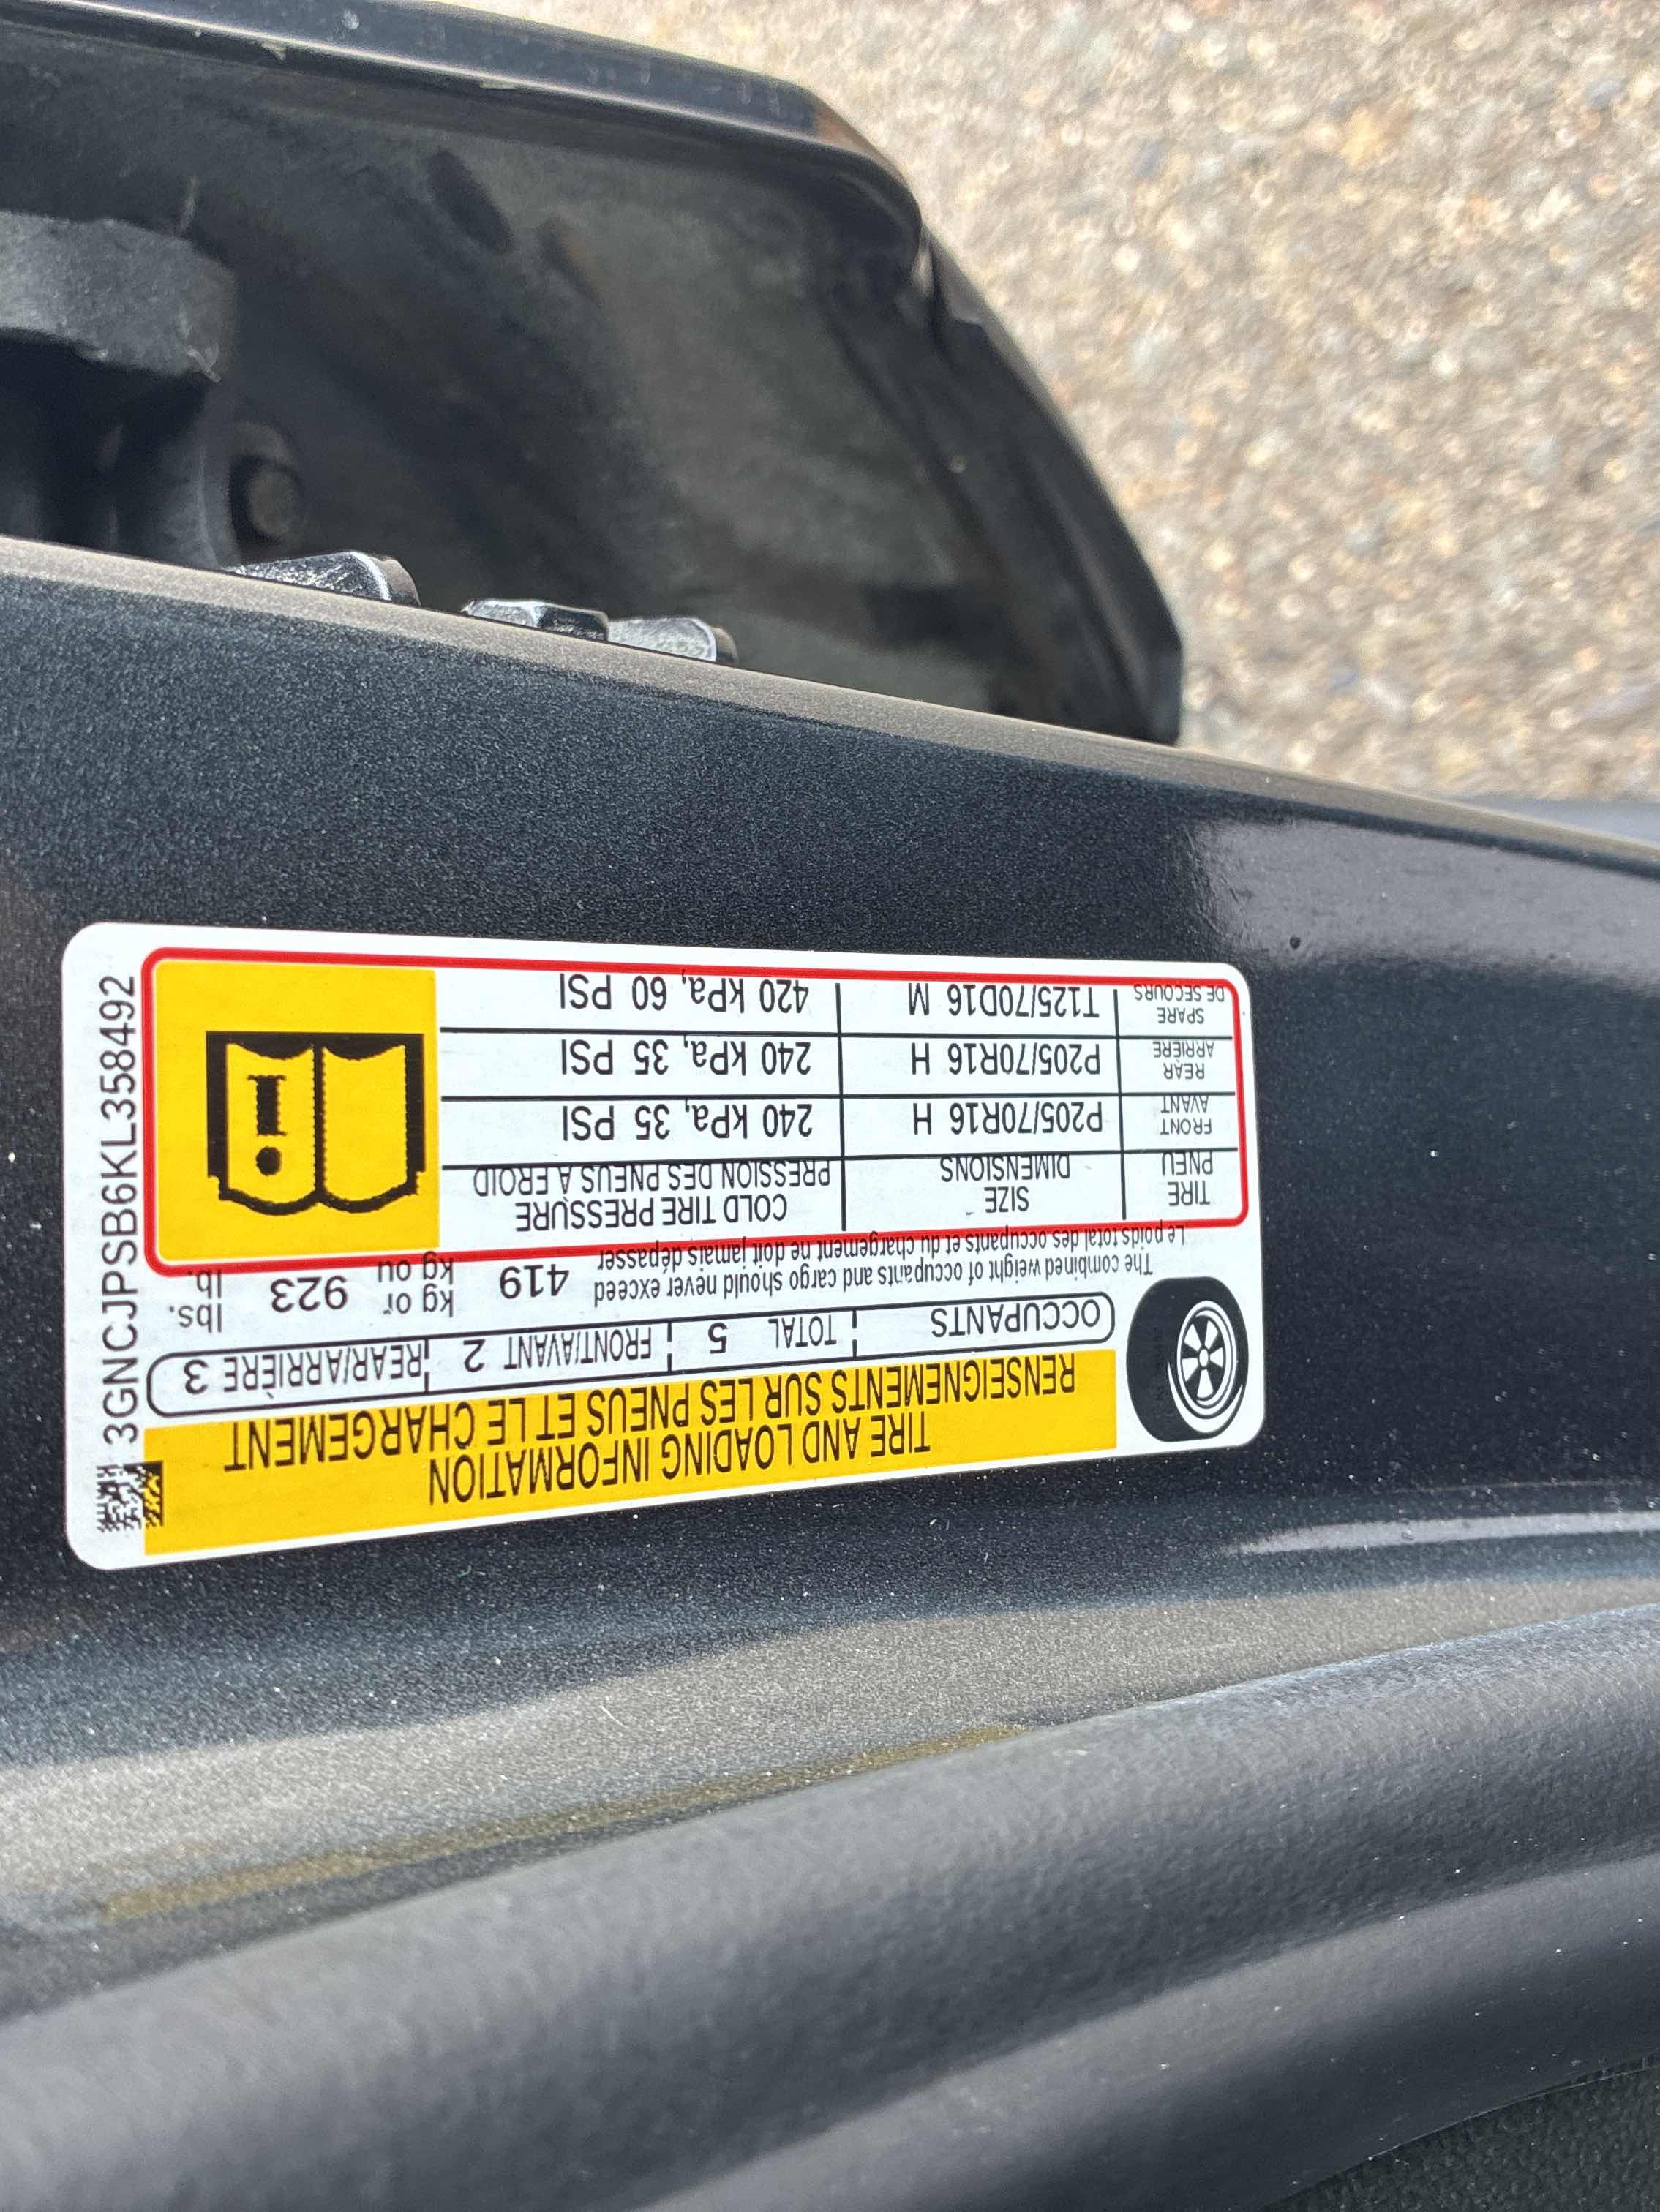 TIRE AND LOADING INFORMATION
RENSEIGNEMENTS SUR LES PNEUS ET LE CHARGEMENT
OCCUPANTS TOTAL 5 FRONT/AVANT 2 REAR/ARRIÈRE 3
The combined weight of occupants and cargo should never exceed 419 kg or 923 lbs.
Le poids total des occupants et du chargement ne doit jamais dépasser kg ou lb.
TIRE SIZE COLD TIRE PRESSURE
PNEU DIMENSIONS PRESSION DES PNEUS À FROID
FRONT P205/70R16 H 240 kPa, 35 PSI
AVANT
REAR P205/70R16 H 240 kPa, 35 PSI
ARRIÈRE
SPARE T125/70D16 M 420 kPa, 60 PSI
DE SECOURS
3GNCJPSB6KL358492